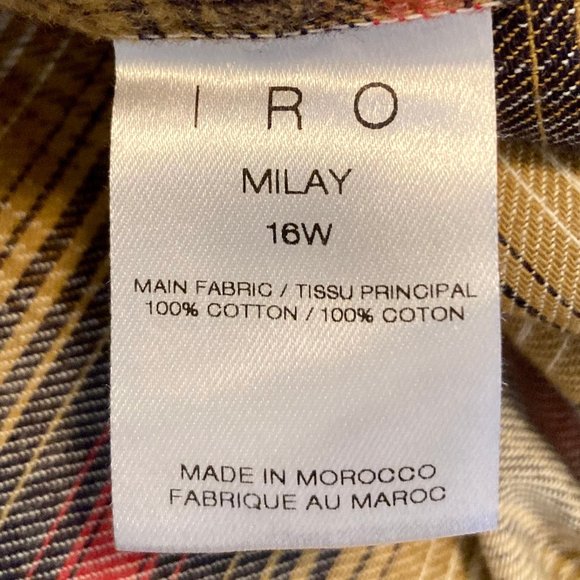 IRO
MILAY
16W
MAIN FABRIC / TISSU PRINCIPAL
100% COTTON / 100% COTON
MADE IN MOROCCO
FABRIQUE AU MAROC